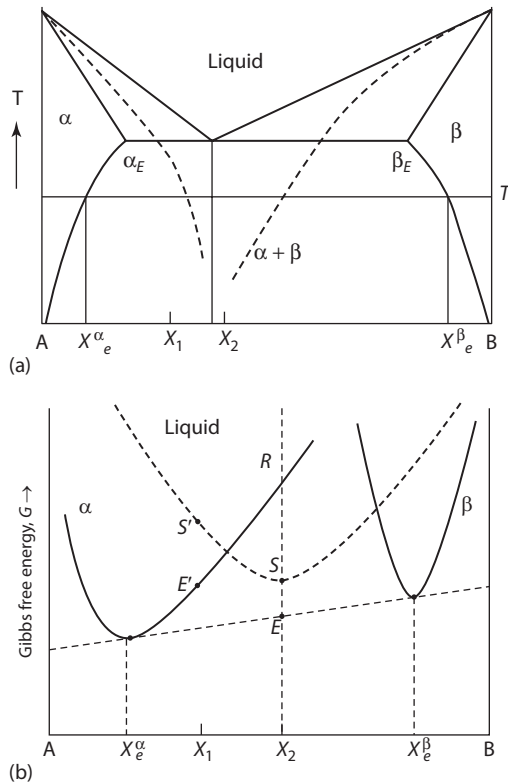 Liquid
T
α
α_E
β_E
β
T
α + β
A
X^α_e
X_1
X_2
X^β_e
B
(a)
Liquid
R
α
β
S'
S
E'
E
Gibbs free energy, G →
A
X^α_e
X_1
X_2
X^β_e
B
(b)